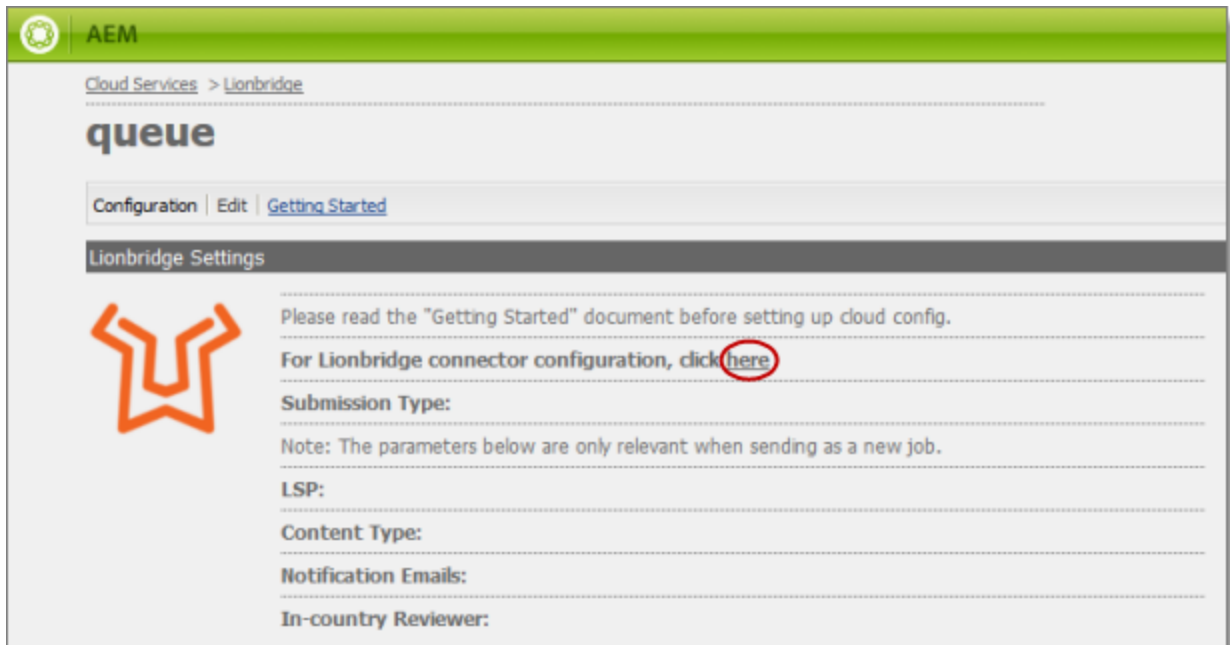 AEM
Cloud Services > Lionbridge
queue
Configuration | Edit | Getting Started
Lionbridge Settings
Please read the "Getting Started" document before setting up cloud config.
For Lionbridge connector configuration, click here
Submission Type:
Note: The parameters below are only relevant when sending as a new job.
LSP:
Content Type:
Notification Emails:
In-country Reviewer: